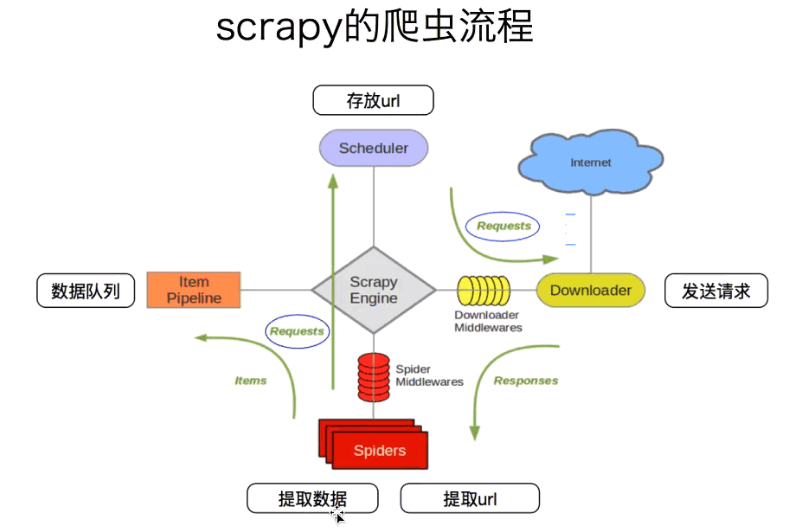 scrapy的爬虫流程
存放url
Scheduler
Internet
Requests
数据队列
Item
Pipeline
Scrapy
Engine
Downloader
发送请求
Downloader
Middlewares
Requests
Spider
Middlewares
Items
Responses
Spiders
提取数据
提取url